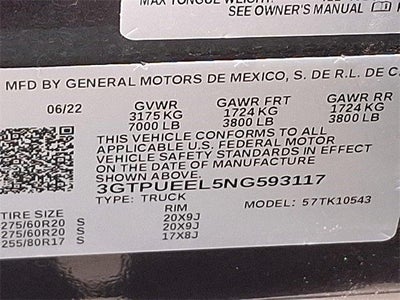 MAX TONGUE WEIGHT:
SEE OWNER'S MANUAL
MFD BY GENERAL MOTORS DE MEXICO, S. DE R.L. DE C.
06/22 GVWR GAWR FRT GAWR RR
3175 KG 1724 KG 1724 KG
7000 LB 3800 LB 3800 LB
THIS VEHICLE CONFORMS TO ALL
APPLICABLE U.S. FEDERAL MOTOR
VEHICLE SAFETY STANDARDS IN EFFECT
ON THE DATE OF MANUFACTURE
SHOWN ABOVE.
3GTPUEEL5NG593117
TYPE: TRUCK MODEL: 57TK10543
TIRE SIZE RIM
275/60R20 S 20X9J
275/60R20 S 20X9J
255/80R17 S 17X8J